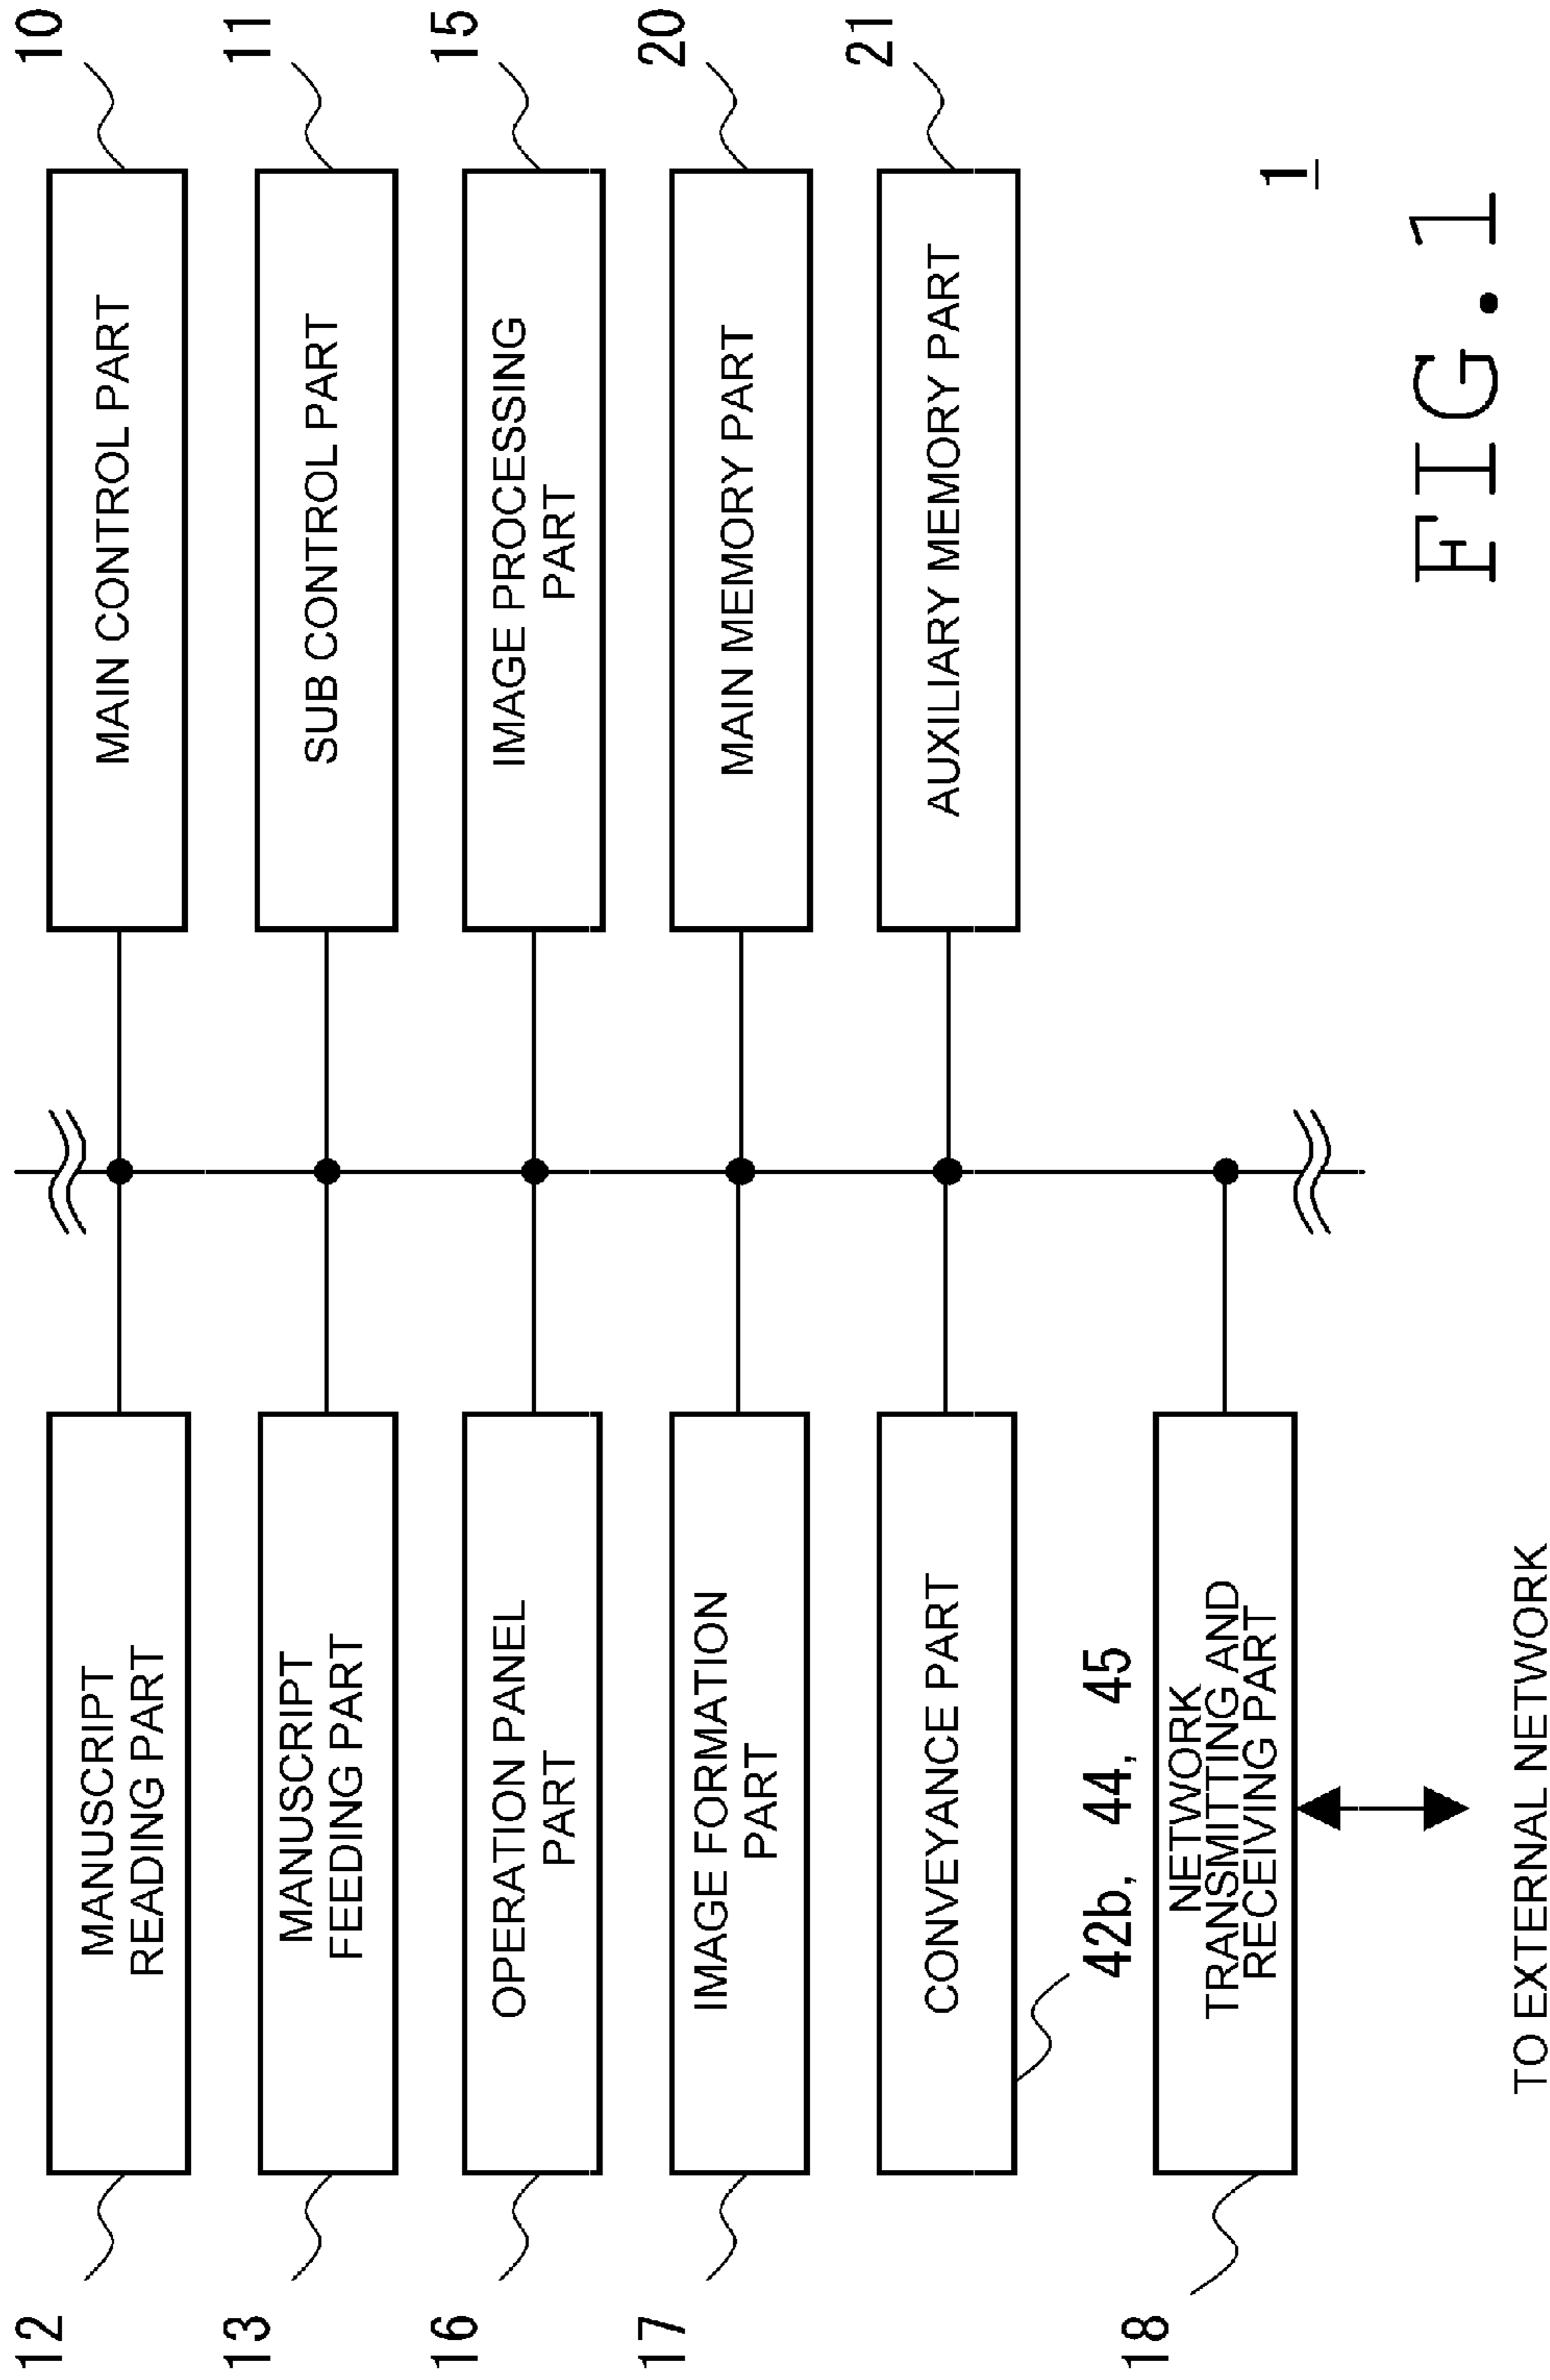 12
MANUSCRIPT
READING PART
MAIN CONTROL PART
10
13
MANUSCRIPT
FEEDING PART
SUB CONTROL PART
11
16
OPERATION PANEL
PART
IMAGE PROCESSING
PART
15
17
IMAGE FORMATION
PART
MAIN MEMORY PART
20
CONVEYANCE PART
42b, 44, 45
AUXILIARY MEMORY PART
21
18
NETWORK
TRANSMITTING AND
RECEIVING PART
TO EXTERNAL NETWORK
1
FIG.1